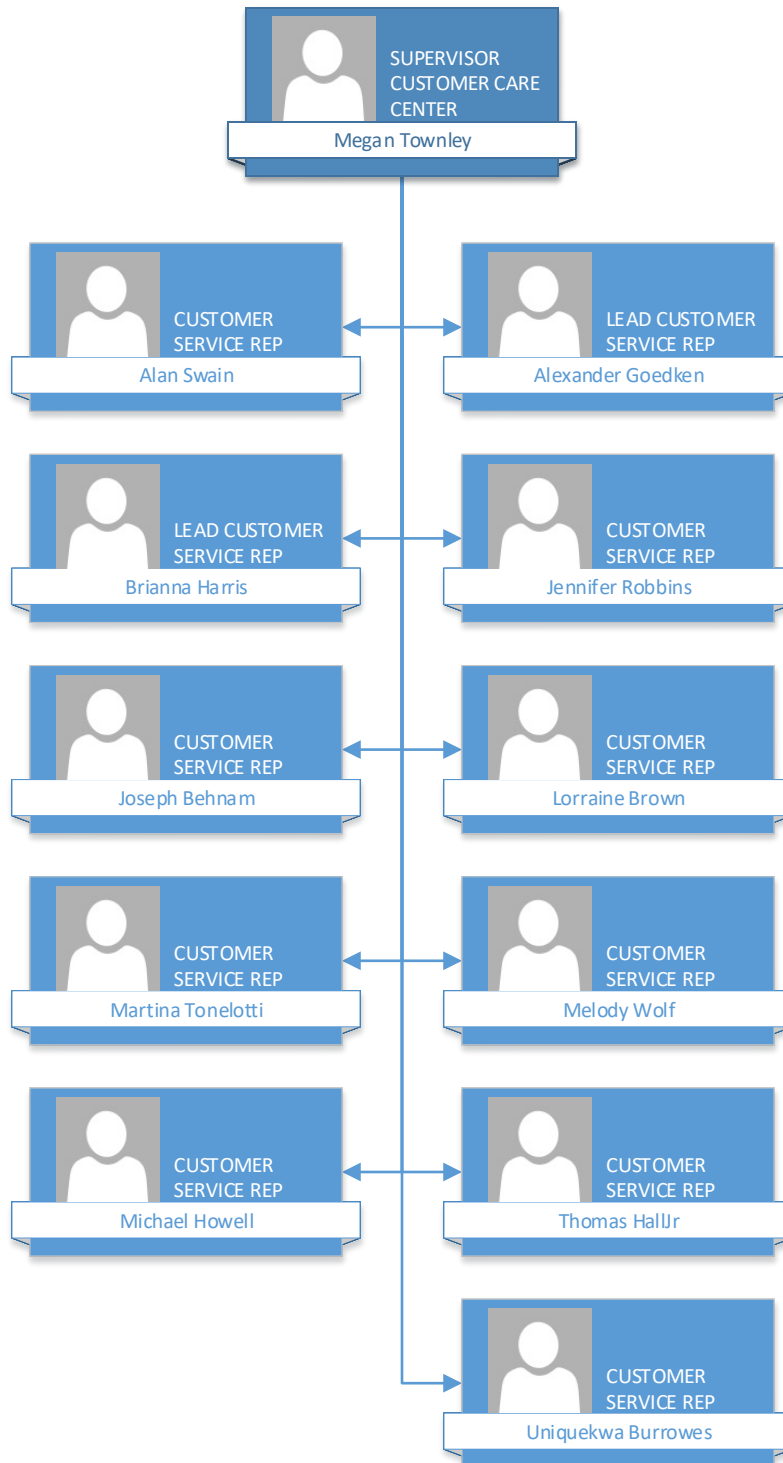 SUPERVISOR
CUSTOMER CARE
CENTER
Megan Townley
CUSTOMER
SERVICE REP
Alan Swain
LEAD CUSTOMER
SERVICE REP
Alexander Goedken
LEAD CUSTOMER
SERVICE REP
Brianna Harris
CUSTOMER
SERVICE REP
Jennifer Robbins
CUSTOMER
SERVICE REP
Joseph Behnam
CUSTOMER
SERVICE REP
Lorraine Brown
CUSTOMER
SERVICE REP
Martina Tonelotti
CUSTOMER
SERVICE REP
Melody Wolf
CUSTOMER
SERVICE REP
Michael Howell
CUSTOMER
SERVICE REP
Thomas HallJr
CUSTOMER
SERVICE REP
Uniquekwa Burrowes